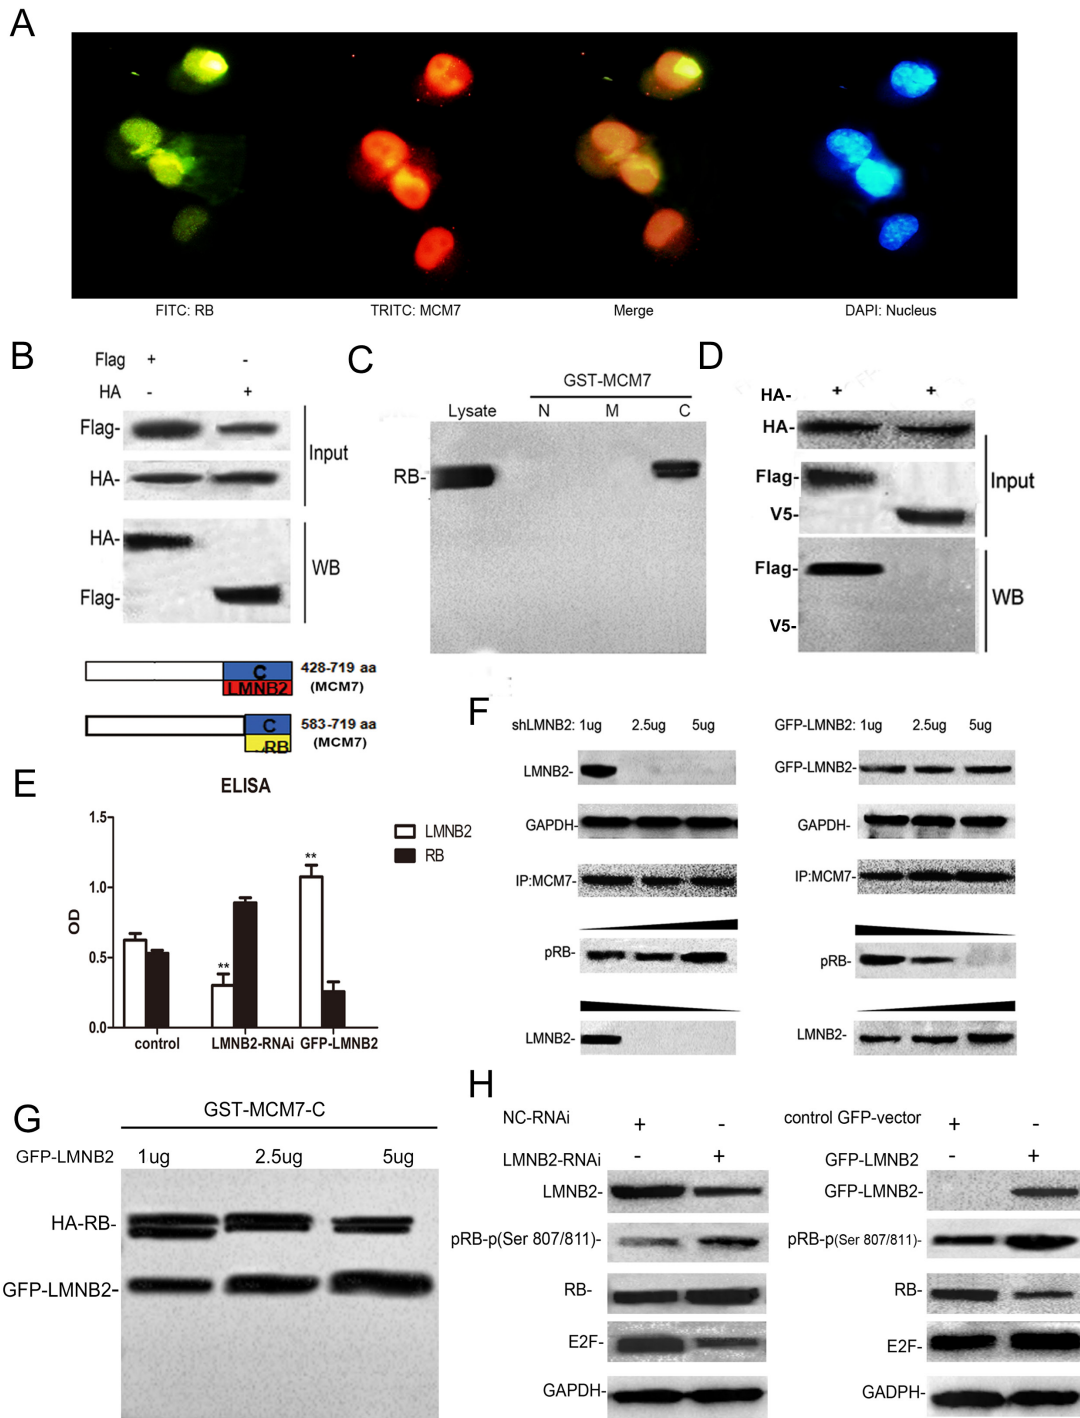 A
FITC: RB
TRITC: MCM7
Merge
DAPI: Nucleus
B
Flag + -
HA - +
Flag-
HA-
Input
HA-
Flag-
WB
C
LMNB2
428-719 aa
(MCM7)
C
RB
583-719 aa
(MCM7)
C
GST-MCM7
Lysate N M C
RB-
D
HA- + +
HA-
Flag-
V5-
Input
Flag-
V5-
WB
E
ELISA
1.5
1.0
0.5
0.0
OD
LMNB2
RB
**
**
control LMNB2-RNAi GFP-LMNB2
F
shLMNB2: 1ug 2.5ug 5ug
LMNB2-
GAPDH-
IP:MCM7-
pRB-
LMNB2-
GFP-LMNB2: 1ug 2.5ug 5ug
GFP-LMNB2-
GAPDH-
IP:MCM7-
pRB-
LMNB2-
G
GST-MCM7-C
GFP-LMNB2 1ug 2.5ug 5ug
HA-RB-
GFP-LMNB2-
H
NC-RNAi + -
LMNB2-RNAi - +
LMNB2-
pRB-p(Ser 807/811)-
RB-
E2F-
GAPDH-
control GFP-vector + -
GFP-LMNB2 - +
GFP-LMNB2-
pRB-p(Ser 807/811)-
RB-
E2F-
GADPH-